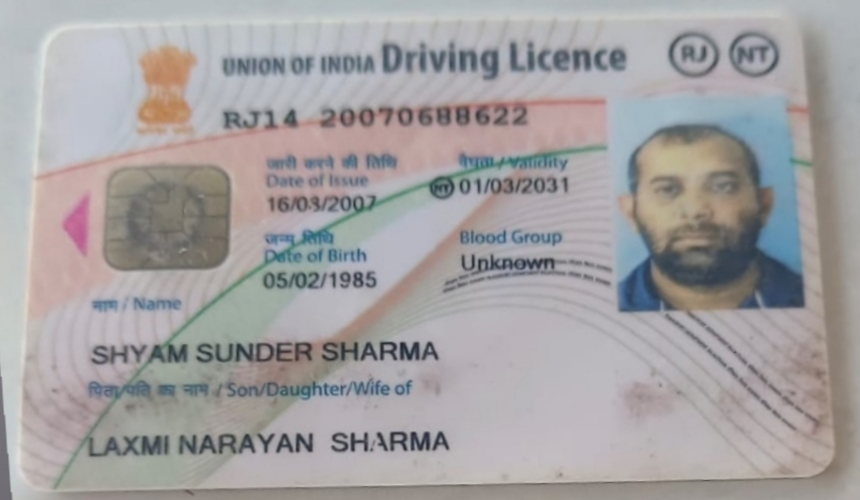 UNION OF INDIA Driving Licence RJ NT
RJ14 20070688622
जारी करने की तिथि वैधता / Validity
Date of Issue NT 01/03/2031
16/03/2007
जन्म तिथि Blood Group
Date of Birth Unknown
05/02/1985
नाम / Name
SHYAM SUNDER SHARMA
पिता/पति का नाम / Son/Daughter/Wife of
LAXMI NARAYAN SHARMA